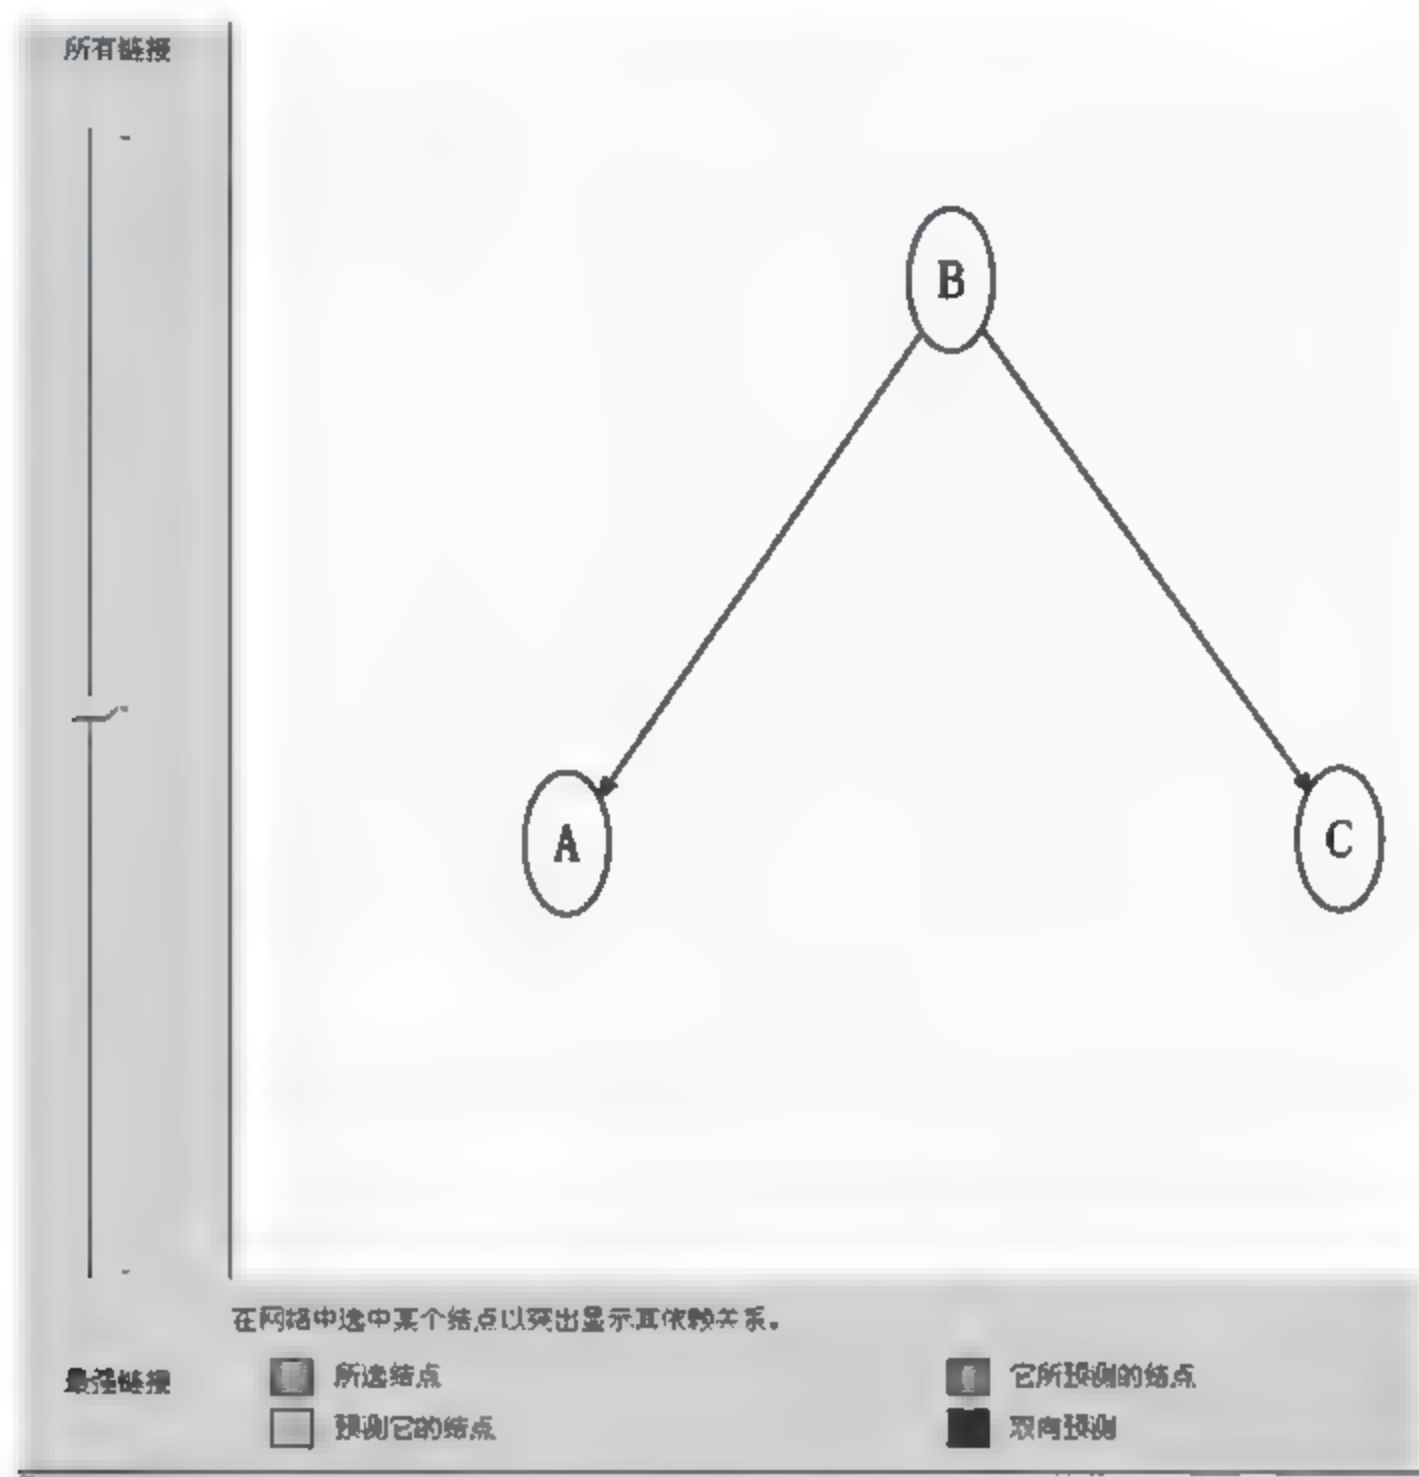 所有链接
B
A
C
在网络中选中某个结点以突出显示其依赖关系。
最强链接
所选结点
它所预测的结点
预测它的结点
双向预测